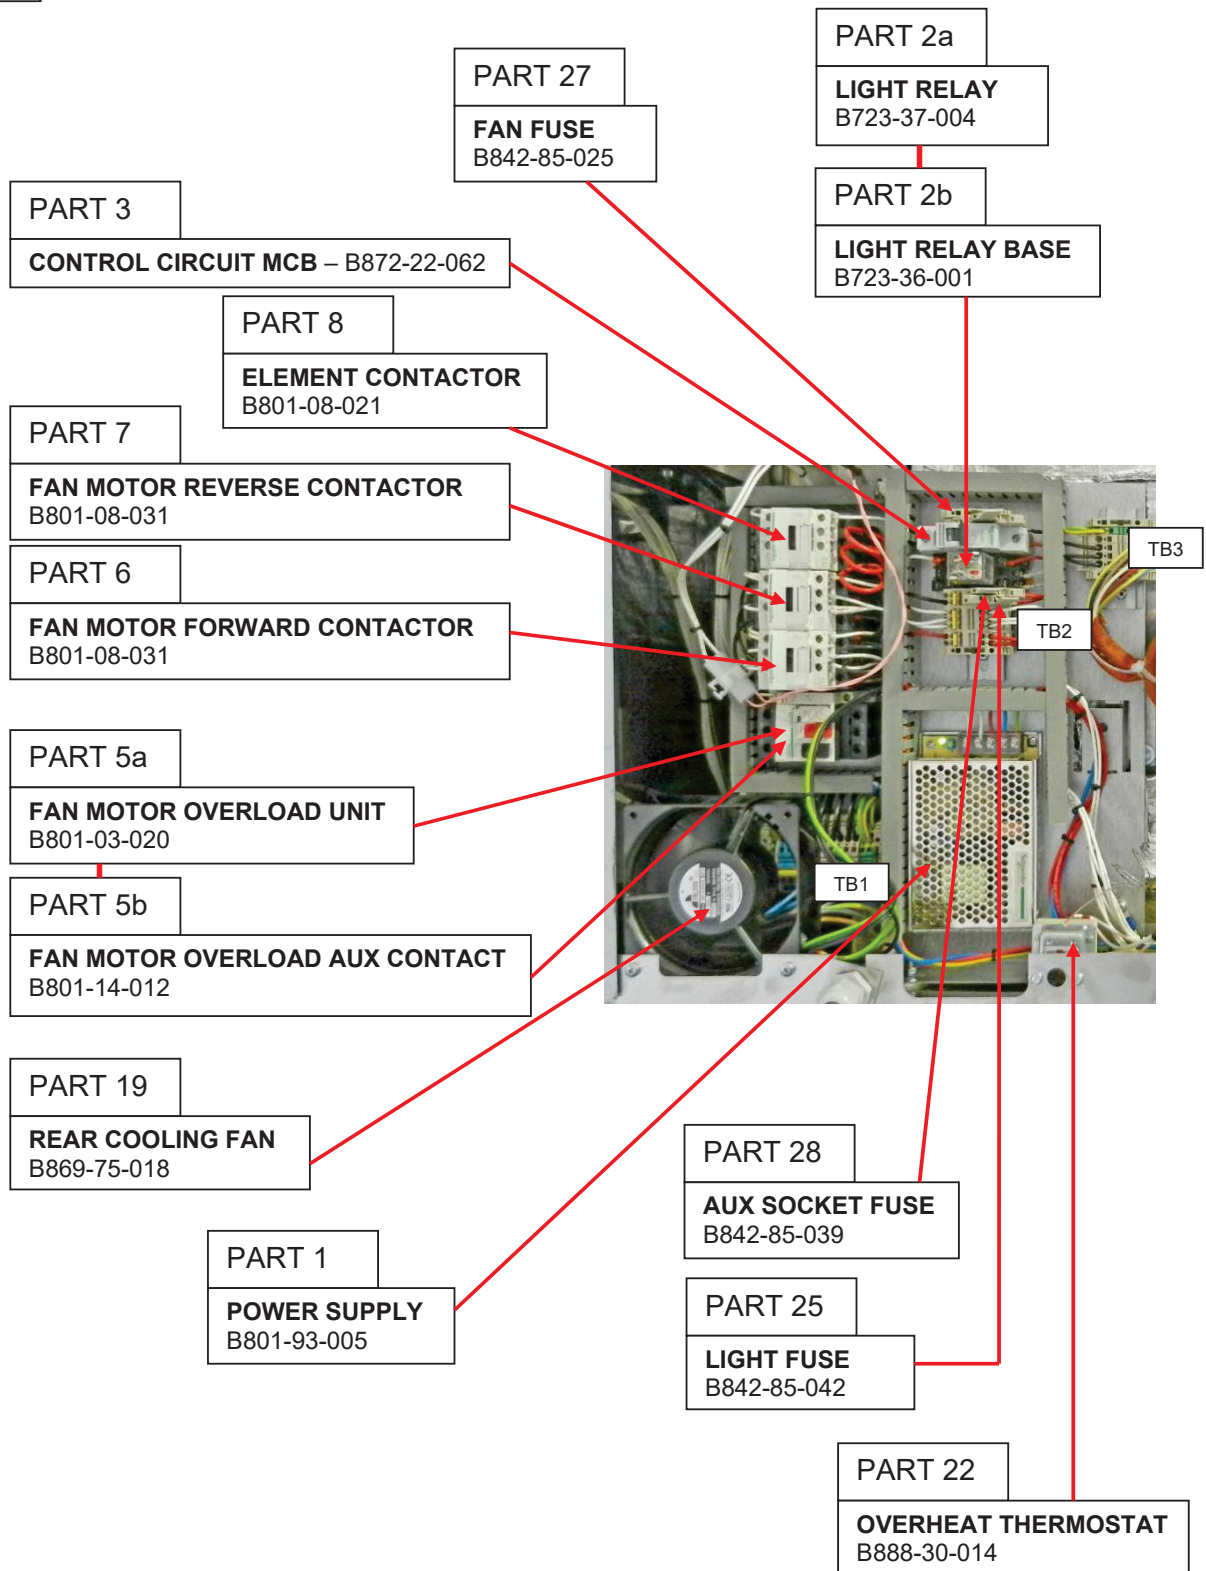 PART 2a
LIGHT RELAY
B723-37-004
PART 27
FAN FUSE
B842-85-025
PART 2b
LIGHT RELAY BASE
B723-36-001
PART 3
CONTROL CIRCUIT MCB – B872-22-062
PART 8
ELEMENT CONTACTOR
B801-08-021
PART 7
FAN MOTOR REVERSE CONTACTOR
B801-08-031
PART 6
FAN MOTOR FORWARD CONTACTOR
B801-08-031
TB3
TB2
PART 5a
FAN MOTOR OVERLOAD UNIT
B801-03-020
TB1
PART 5b
FAN MOTOR OVERLOAD AUX CONTACT
B801-14-012
PART 19
REAR COOLING FAN
B869-75-018
PART 28
AUX SOCKET FUSE
B842-85-039
PART 1
POWER SUPPLY
B801-93-005
PART 25
LIGHT FUSE
B842-85-042
PART 22
OVERHEAT THERMOSTAT
B888-30-014